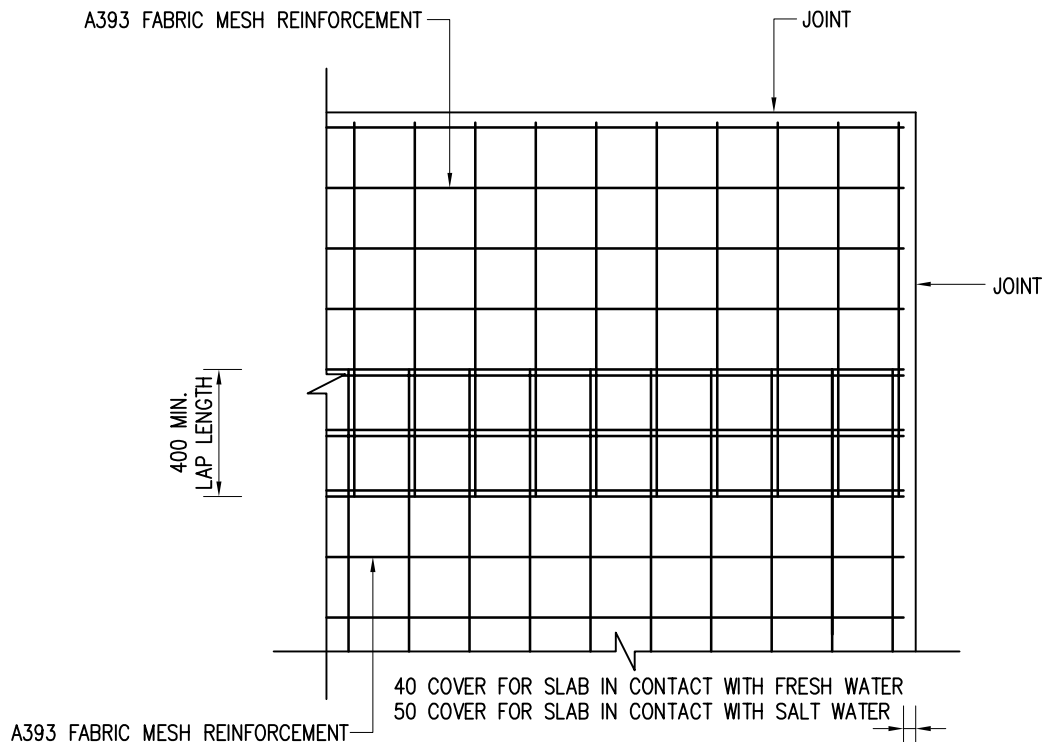 A393 FABRIC MESH REINFORCEMENT
JOINT
JOINT
400 MIN.
LAP LENGTH
40 COVER FOR SLAB IN CONTACT WITH FRESH WATER
50 COVER FOR SLAB IN CONTACT WITH SALT WATER
A393 FABRIC MESH REINFORCEMENT